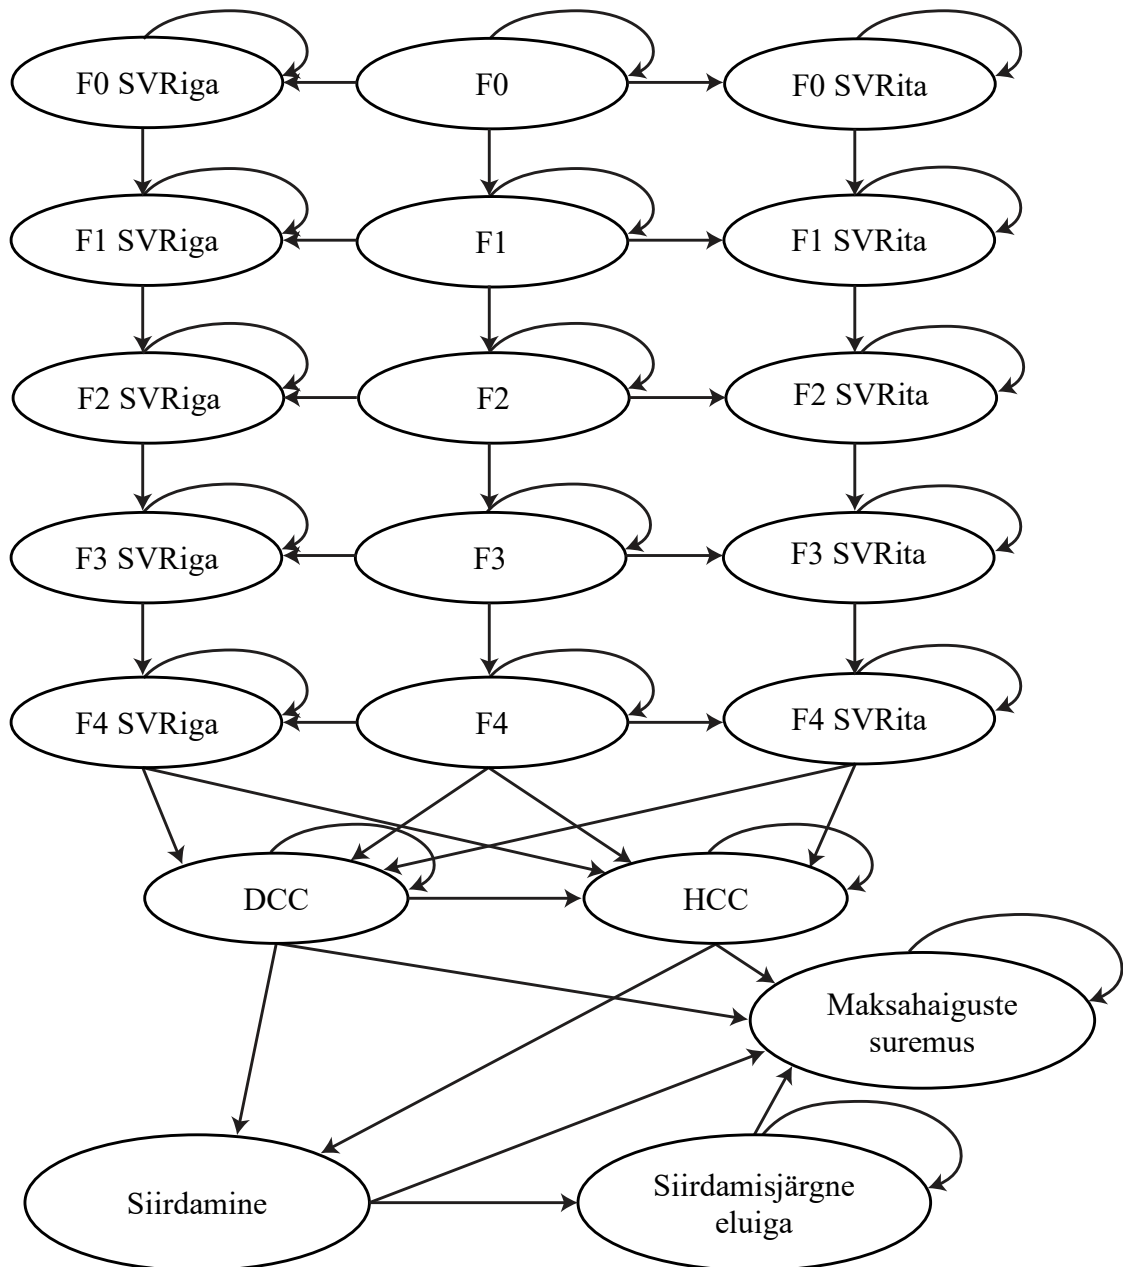 F0 SVRiga
F0
F0 SVRita
F1 SVRiga
F1
F1 SVRita
F2 SVRiga
F2
F2 SVRita
F3 SVRiga
F3
F3 SVRita
F4 SVRiga
F4
F4 SVRita
DCC
HCC
Maksahaiguste
suremus
Siirdamine
Siirdamisjärgne
eluiga